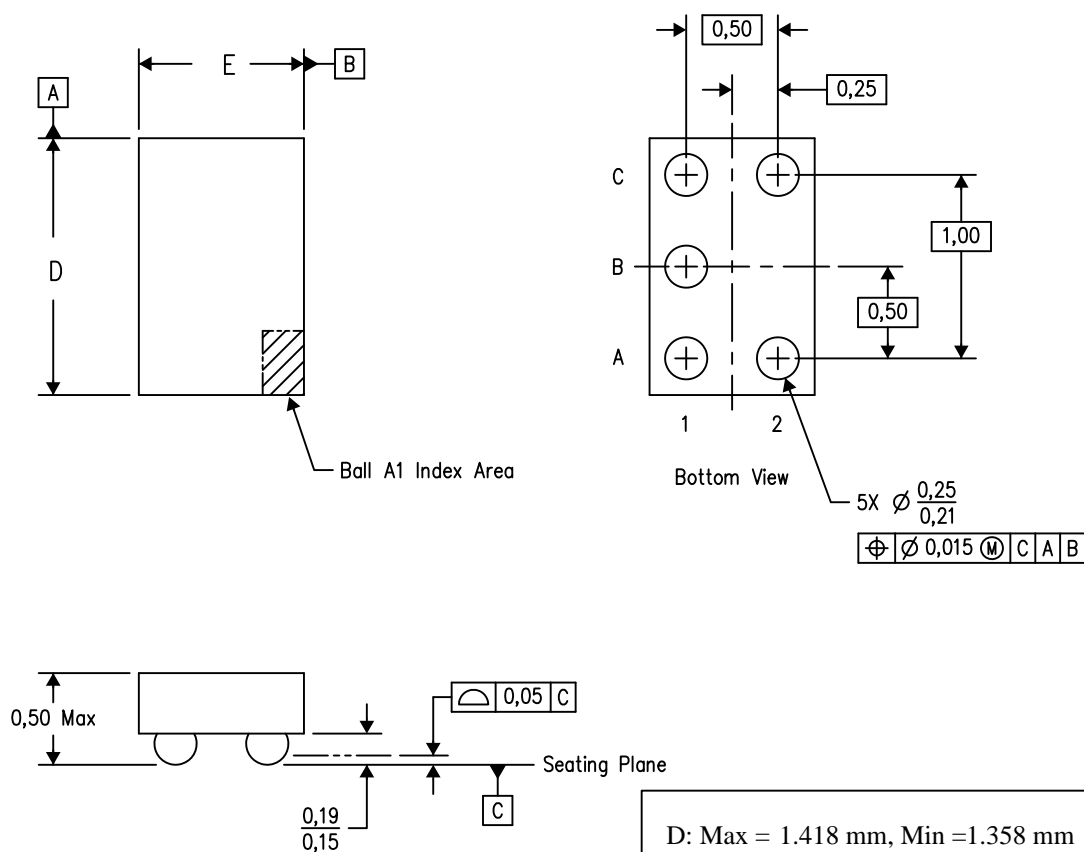 0,50
E
B
A
0,25
C
D
1,00
B
0,50
A
1 2
Ball A1 Index Area
Bottom View
5X Ø 0,25
0,21
⌖ Ø 0,015 Ⓜ C A B
0,50 Max
⌓ 0,05 C
Seating Plane
C
0,19
0,15
D: Max = 1.418 mm, Min =1.358 mm